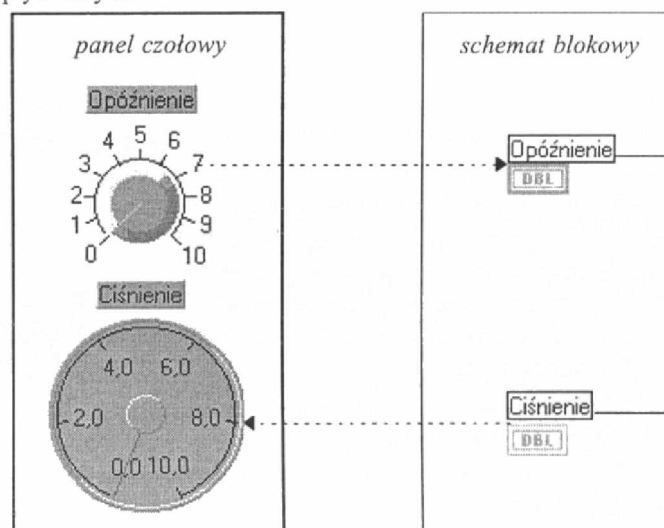 panel czołowy
Opóźnienie
4 5 6
3 7
2 8
1 9
0 10
Ciśnienie
4,0 6,0
2,0 8,0
0,0 10,0
schemat blokowy
Opóźnienie
DBL
Ciśnienie
DBL